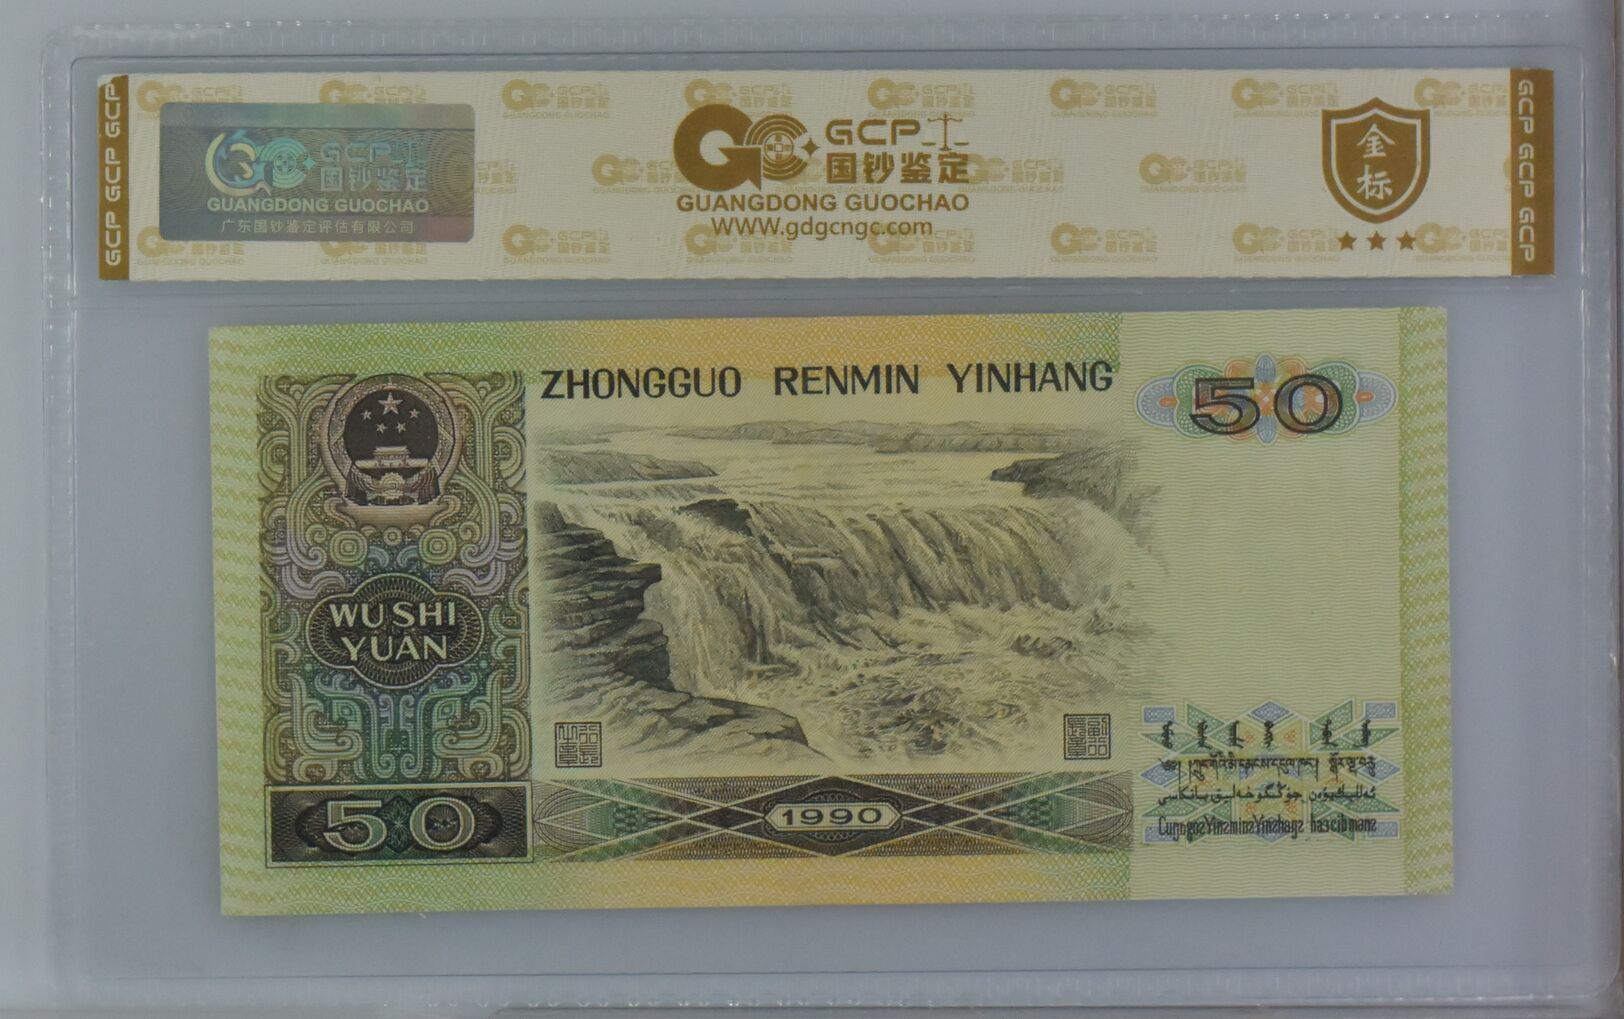 GCP GCP GCP
GCP
国钞鉴定
GUANGDONG GUOCHAO
广东国钞鉴定评估有限公司
GCP
国钞鉴定
GUANGDONG GUOCHAO
WWW.gdgcngc.com
金标
GCP GCP GCP
ZHONGGUO RENMIN YINHANG
50
WU SHI
YUAN
50
1990